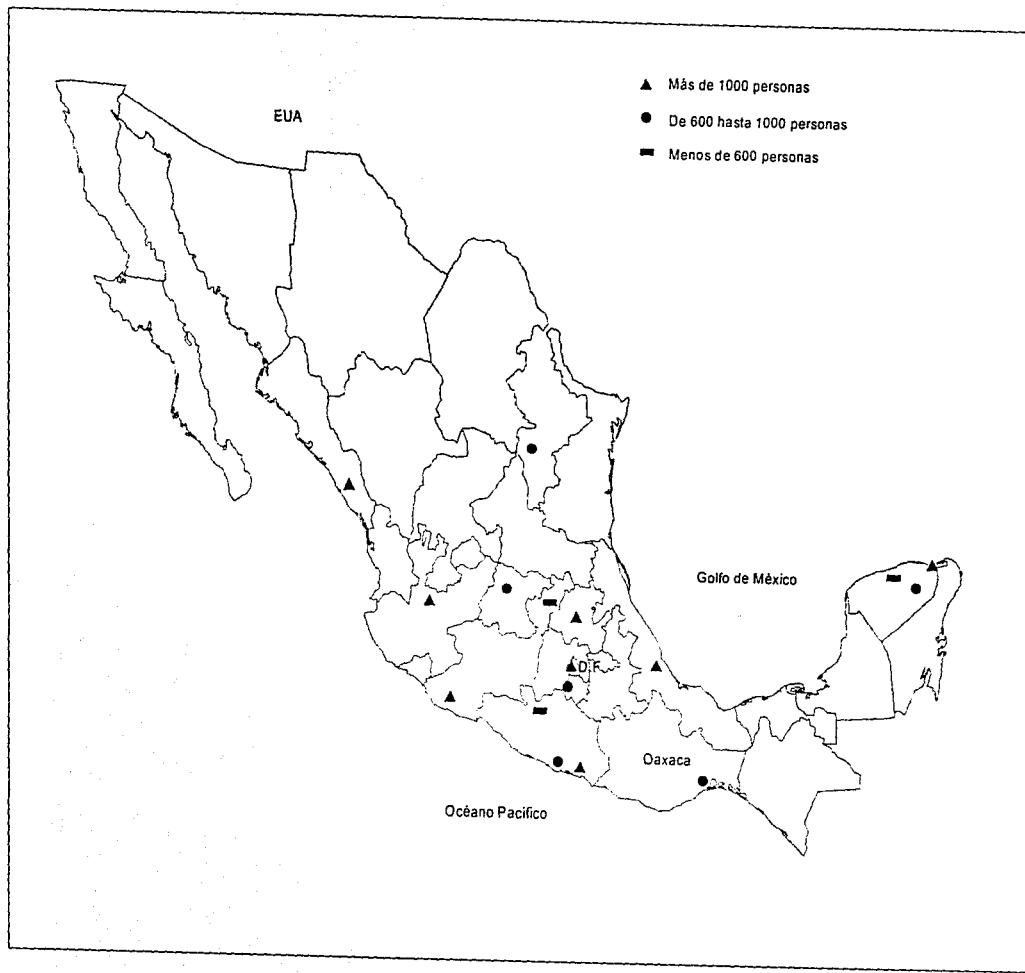 EUA
Más de 1000 personas
De 600 hasta 1000 personas
Menos de 600 personas
Golfo de México
D.F.
Oaxaca
Océano Pacifico